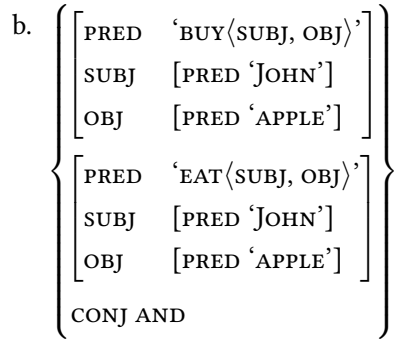 b.
PRED ‘BUY⟨SUBJ, OBJ⟩’
SUBJ [PRED ‘JOHN’]
OBJ [PRED ‘APPLE’]
PRED ‘EAT⟨SUBJ, OBJ⟩’
SUBJ [PRED ‘JOHN’]
OBJ [PRED ‘APPLE’]
CONJ AND